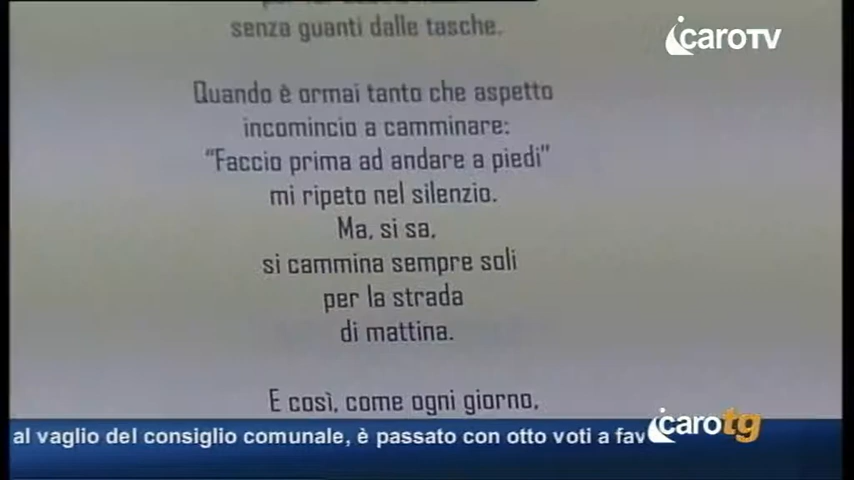 senza guanti dalle tasche.
icaroTV
Quando è ormai tanto che aspetto
incomincio a camminare:
“Faccio prima ad andare a piedi”
mi ripeto nel silenzio.
Ma, si sa,
si cammina sempre soli
per la strada
di mattina.
E così, come ogni giorno,
al vaglio del consiglio comunale, è passato con otto voti a fav
icarotg